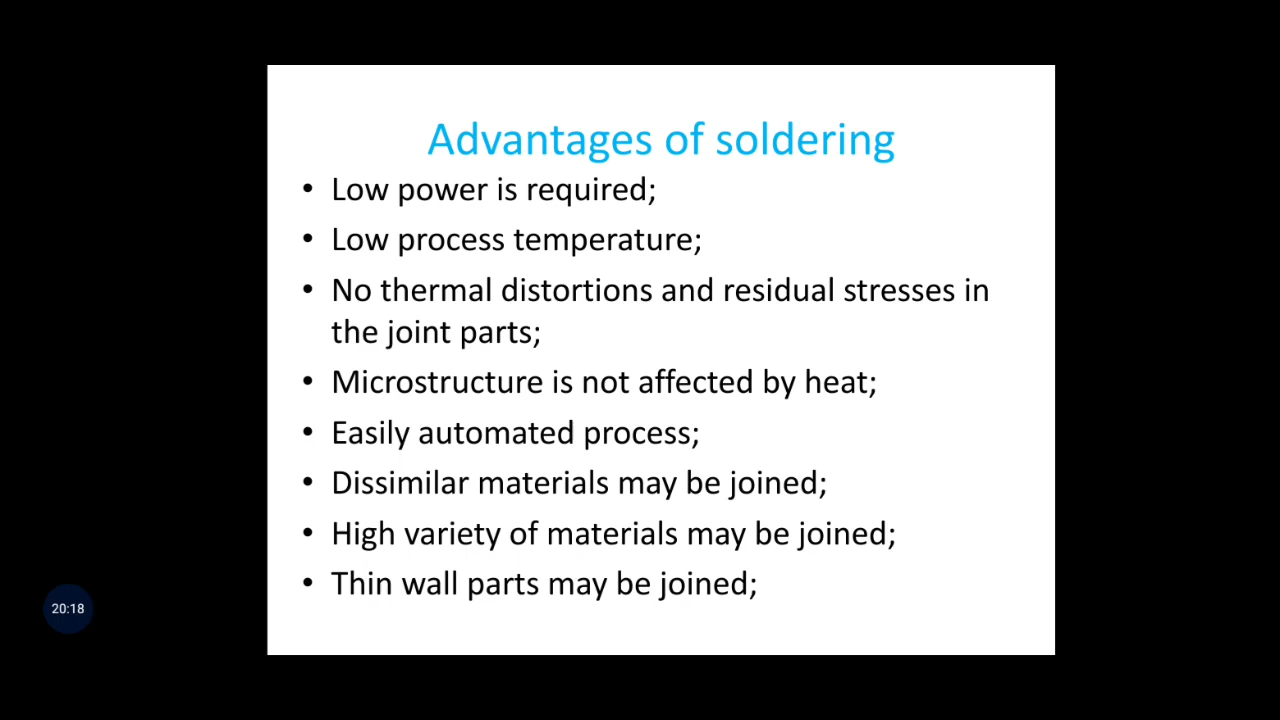 Advantages of soldering
• Low power is required;
• Low process temperature;
• No thermal distortions and residual stresses in
the joint parts;
• Microstructure is not affected by heat;
• Easily automated process;
• Dissimilar materials may be joined;
• High variety of materials may be joined;
• Thin wall parts may be joined;
20:18